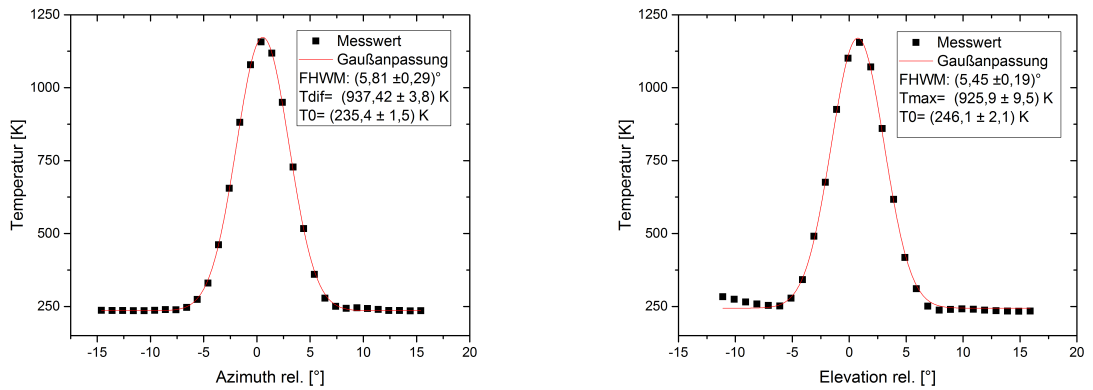 1250
1000
750
500
250
Temperatur [K]
-15
-10
-5
0
5
10
15
20
Azimuth rel. [°]
Messwert
Gaußanpassung
FHWM: (5,81 ±0,29)°
Tdif= (937,42 ± 3,8) K
T0= (235,4 ± 1,5) K
1250
1000
750
500
250
Temperatur [K]
-15
-10
-5
0
5
10
15
20
Elevation rel. [°]
Messwert
Gaußanpassung
FHWM: (5,45 ±0,19)°
Tmax= (925,9 ± 9,5) K
T0= (246,1 ± 2,1) K